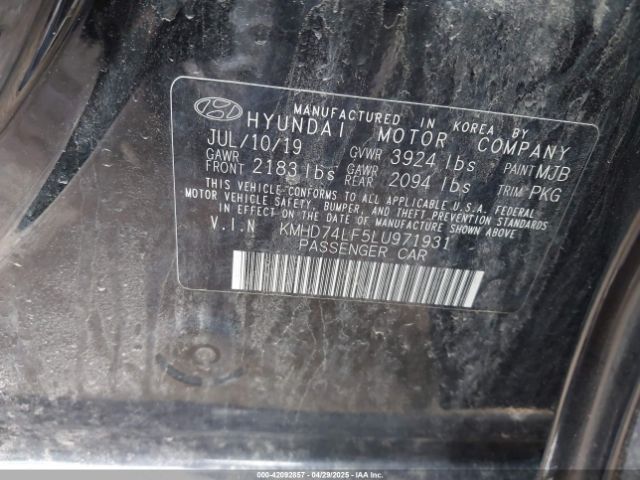 MANUFACTURED IN KOREA BY
HYUNDAI MOTOR COMPANY
JUL/10/19 GVWR 3924 lbs PAINT MJB
GAWR FRONT 2183 lbs GAWR REAR 2094 lbs TRIM PKG
THIS VEHICLE CONFORMS TO ALL APPLICABLE U.S.A. FEDERAL
MOTOR VEHICLE SAFETY, BUMPER, AND THEFT PREVENTION STANDARDS
IN EFFECT ON THE DATE OF MANUFACTURE SHOWN ABOVE.
V.I.N KMHD74LF5LU971931
PASSENGER CAR
000-42092857 - 04/29/2025 - IAAI.com